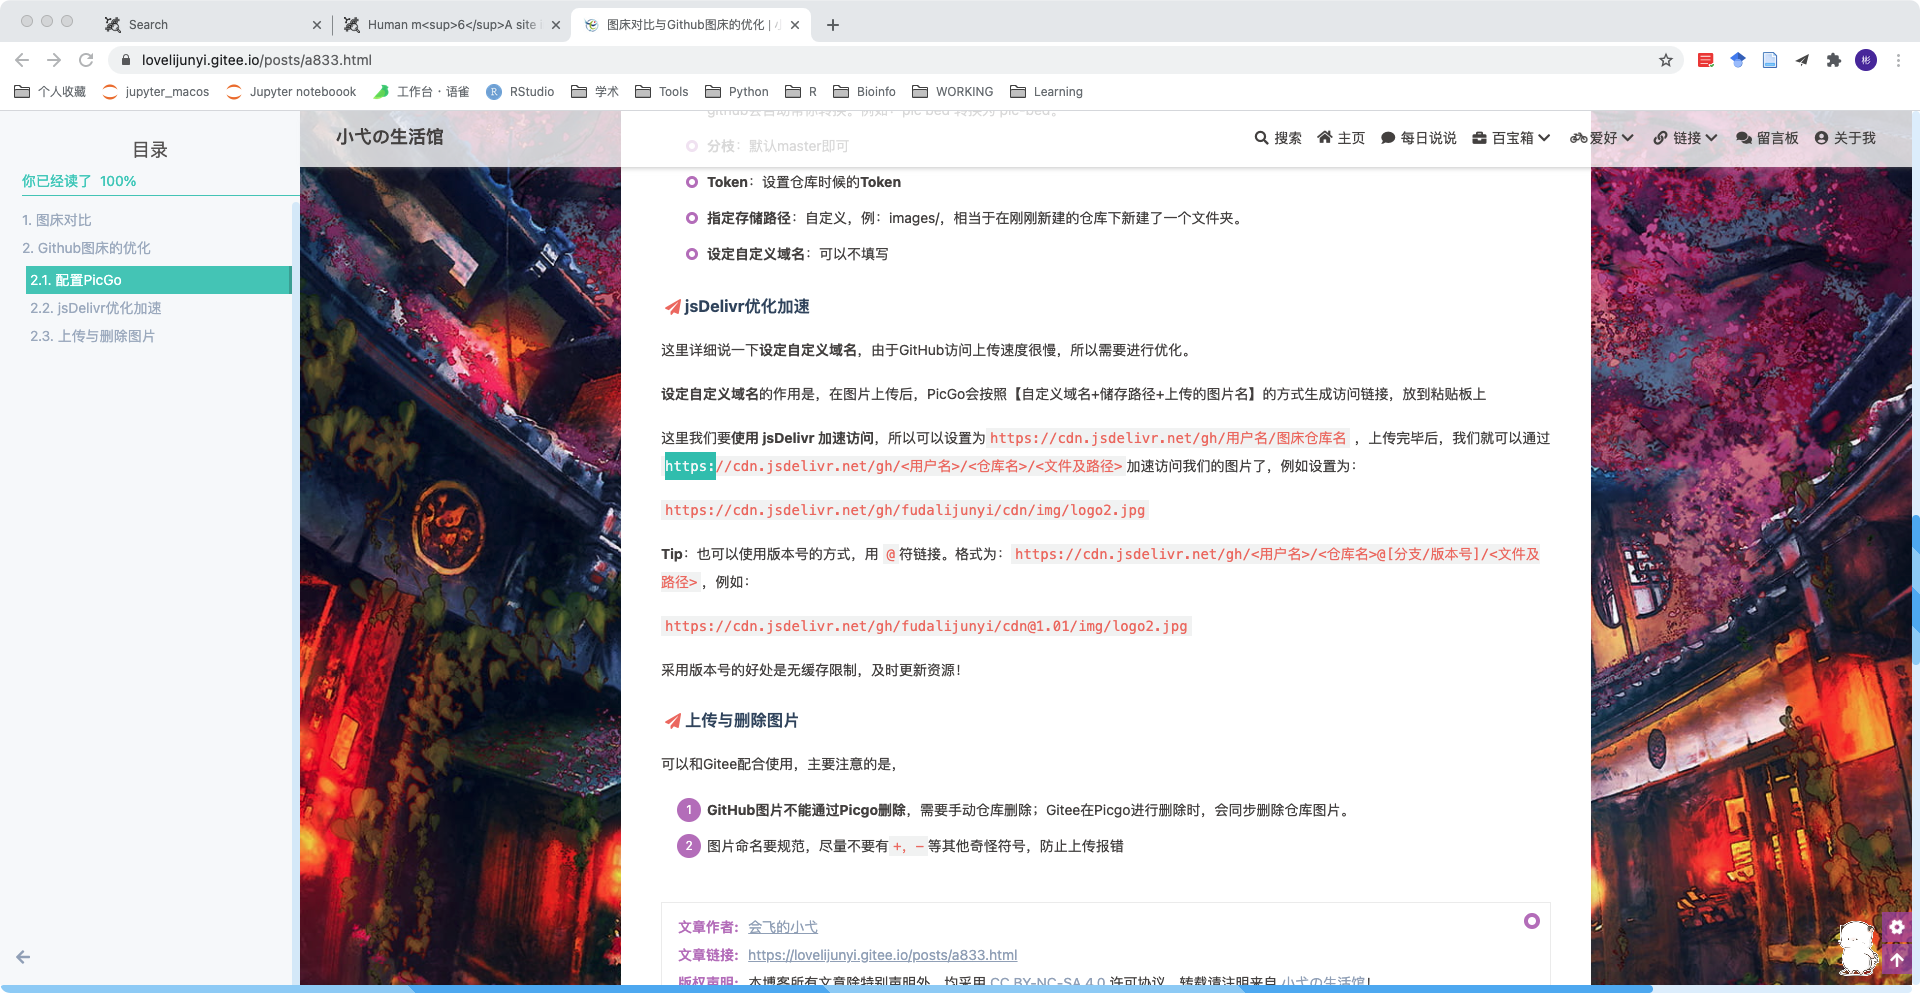 Search
Human m<sup>6</sup>A site
图床对比与Github图床的优化 | 小
lovelijunyi.gitee.io/posts/a833.html
彬
个人收藏
jupyter_macos
Jupyter noteboook
工作台 · 语雀
R
RStudio
学术
Tools
Python
R
Bioinfo
WORKING
Learning
小弋の生活馆
搜索
主页
每日说说
百宝箱
爱好
链接
留言板
关于我
目录
你已经读了 100%
1. 图床对比
2. Github图床的优化
2.1. 配置PicGo
2.2. jsDelivr优化加速
2.3. 上传与删除图片
github会自动帮你转换。例如：pic bed 转换为 pic-bed。
分枝：默认master即可
Token：设置仓库时候的Token
指定存储路径：自定义，例：images/，相当于在刚刚新建的仓库下新建了一个文件夹。
设定自定义域名：可以不填写
jsDelivr优化加速
这里详细说一下设定自定义域名，由于GitHub访问上传速度很慢，所以需要进行优化。
设定自定义域名的作用是，在图片上传后，PicGo会按照【自定义域名+储存路径+上传的图片名】的方式生成访问链接，放到粘贴板上
这里我们要使用 jsDelivr 加速访问，所以可以设置为 https://cdn.jsdelivr.net/gh/用户名/图床仓库名 ，上传完毕后，我们就可以通过
https://cdn.jsdelivr.net/gh/<用户名>/<仓库名>/<文件及路径> 加速访问我们的图片了，例如设置为：
https://cdn.jsdelivr.net/gh/fudalijunyi/cdn/img/logo2.jpg
Tip：也可以使用版本号的方式，用 @ 符链接。格式为： https://cdn.jsdelivr.net/gh/<用户名>/<仓库名>@[分支/版本号]/<文件及
路径> ，例如：
https://cdn.jsdelivr.net/gh/fudalijunyi/cdn@1.01/img/logo2.jpg
采用版本号的好处是无缓存限制，及时更新资源！
上传与删除图片
可以和Gitee配合使用，主要注意的是，
1 GitHub图片不能通过Picgo删除，需要手动仓库删除；Gitee在Picgo进行删除时，会同步删除仓库图片。
2 图片命名要规范，尽量不要有 +，- 等其他奇怪符号，防止上传报错
文章作者： 会飞的小弋
文章链接： https://lovelijunyi.gitee.io/posts/a833.html
版权声明： 本博客所有文章除特别声明外，均采用 CC BY-NC-SA 4.0 许可协议。转载请注明来自 小弋の生活馆！